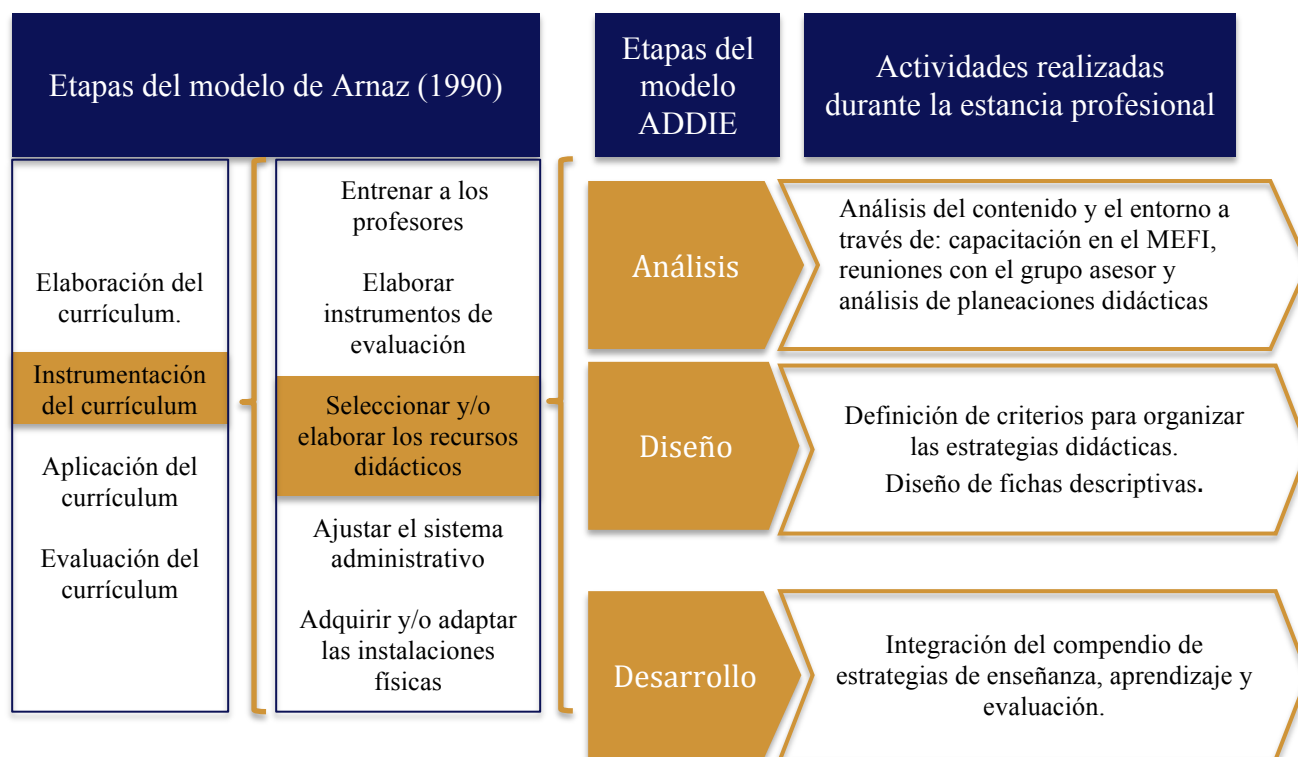 Etapas del modelo de Arnaz (1990)
Etapas del
modelo
ADDIE
Actividades realizadas
durante la estancia profesional
Elaboración del
currículum.
Instrumentación
del currículum
Aplicación del
currículum
Evaluación del
currículum
Entrenar a los
profesores
Elaborar
instrumentos de
evaluación
Seleccionar y/o
elaborar los recursos
didácticos
Ajustar el sistema
administrativo
Adquirir y/o adaptar
las instalaciones
físicas
Análisis
Análisis del contenido y el entorno a
través de: capacitación en el MEFI,
reuniones con el grupo asesor y
análisis de planeaciones didácticas
Diseño
Definición de criterios para organizar
las estrategias didácticas.
Diseño de fichas descriptivas.
Desarrollo
Integración del compendio de
estrategias de enseñanza, aprendizaje y
evaluación.